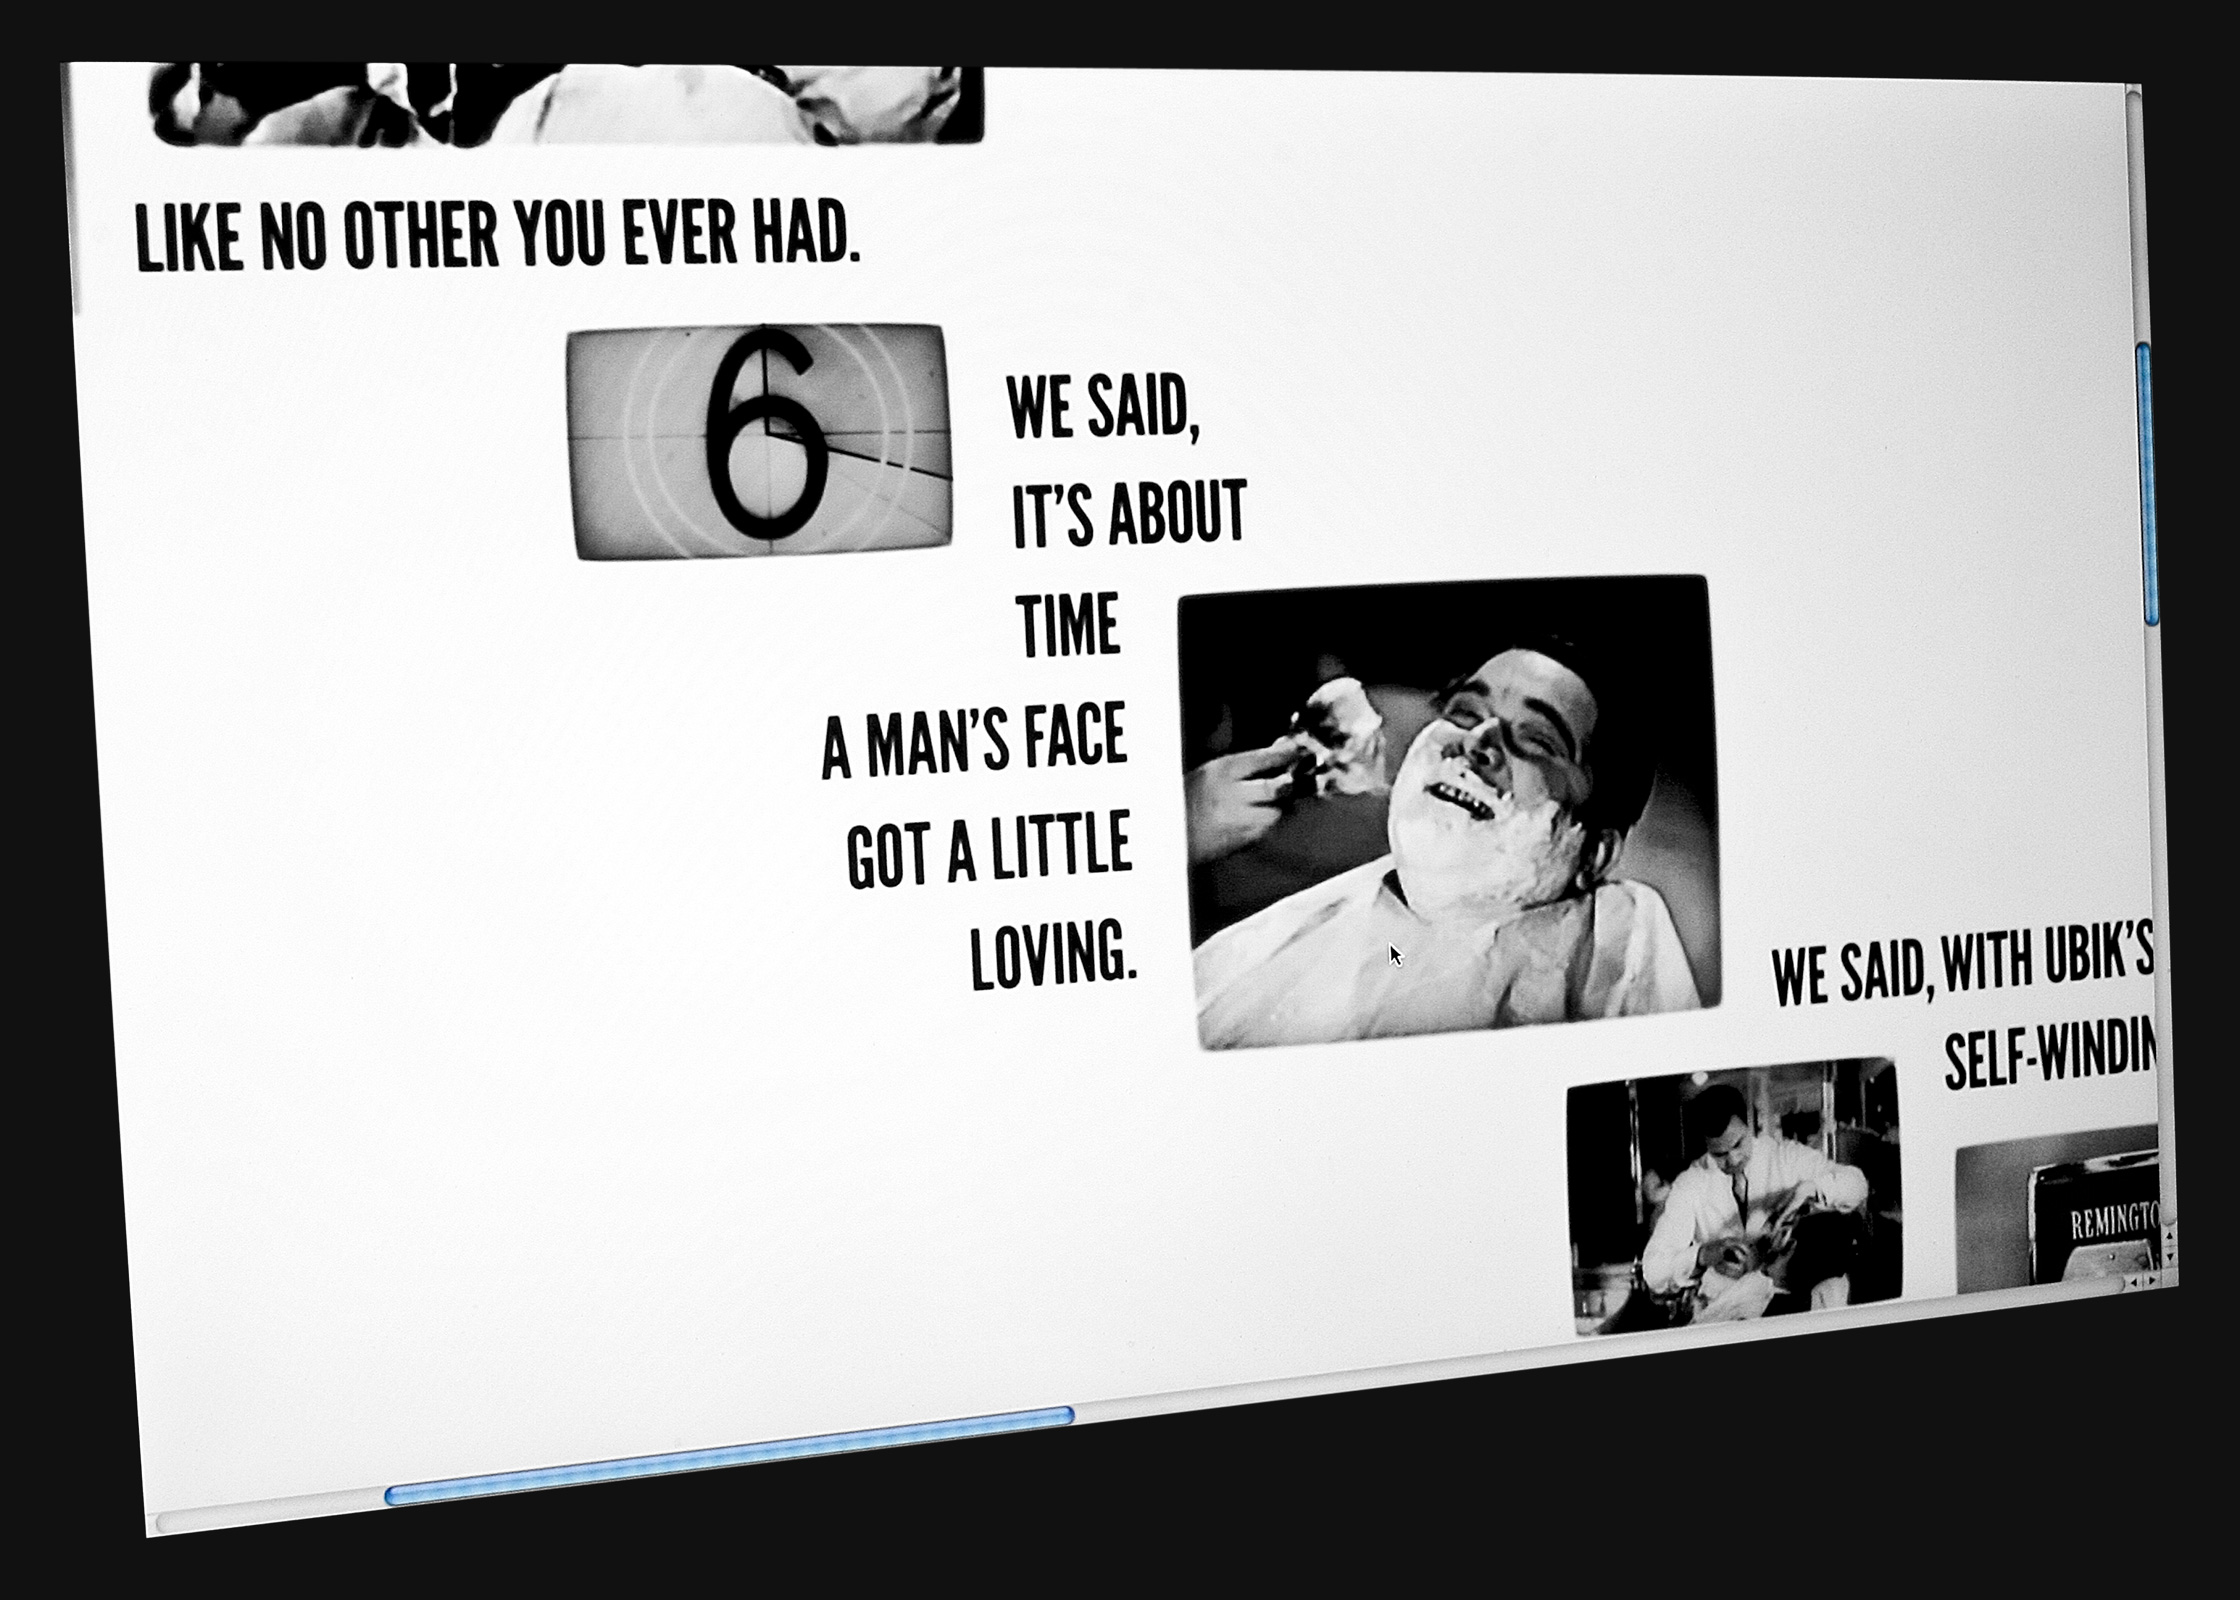 LIKE NO OTHER YOU EVER HAD.
6
WE SAID,
IT'S ABOUT
TIME
A MAN'S FACE
GOT A LITTLE
LOVING.
WE SAID, WITH UBIK'S
SELF-WINDIN
REMINGTO